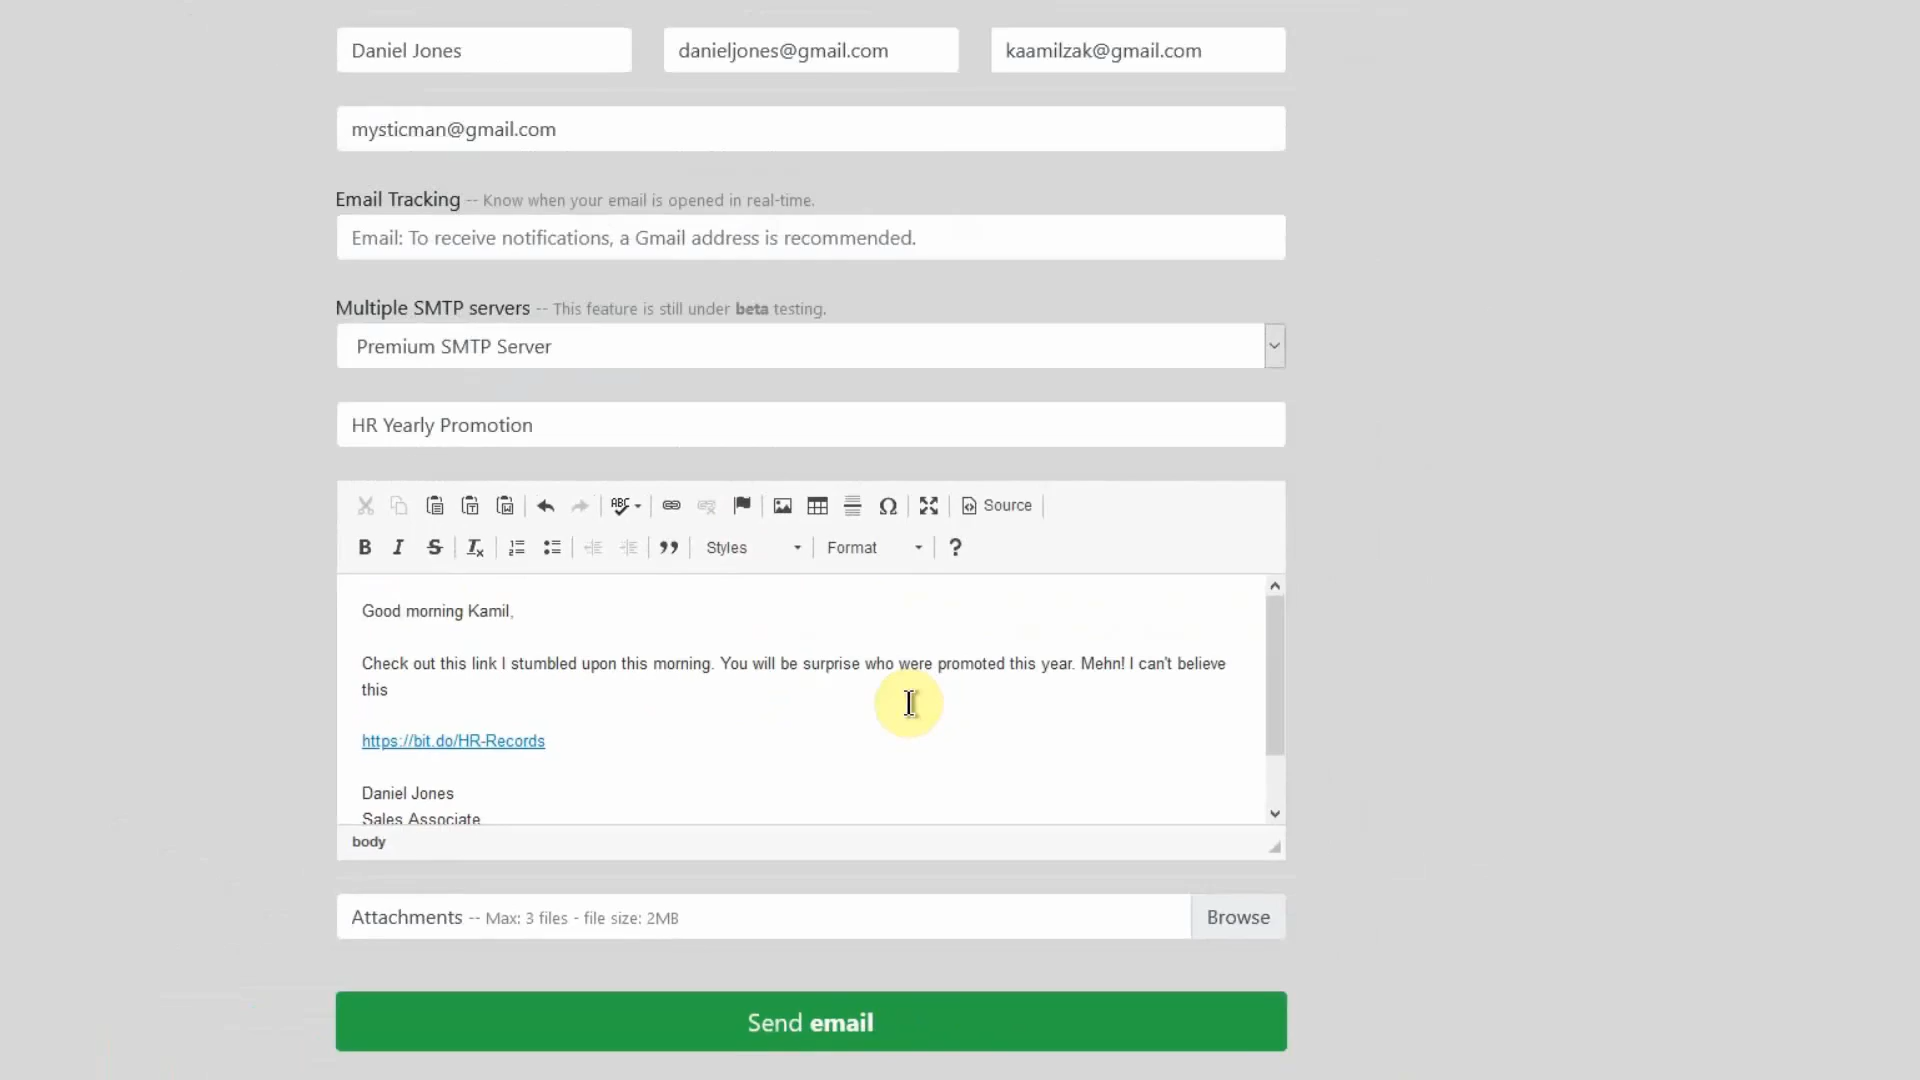 Daniel Jones danieljones@gmail.com kaamilzak@gmail.com
mysticman@gmail.com
Email Tracking -- Know when your email is opened in real-time.
Email: To receive notifications, a Gmail address is recommended.
Multiple SMTP servers -- This feature is still under beta testing.
Premium SMTP Server
HR Yearly Promotion
ABC Source
B I S Tx Styles Format ?
Good morning Kamil,
Check out this link I stumbled upon this morning. You will be surprise who were promoted this year. Mehn! I can't believe
this
https://bit.do/HR-Records
Daniel Jones
Sales Associate
body
Attachments -- Max: 3 files - file size: 2MB Browse
Send email